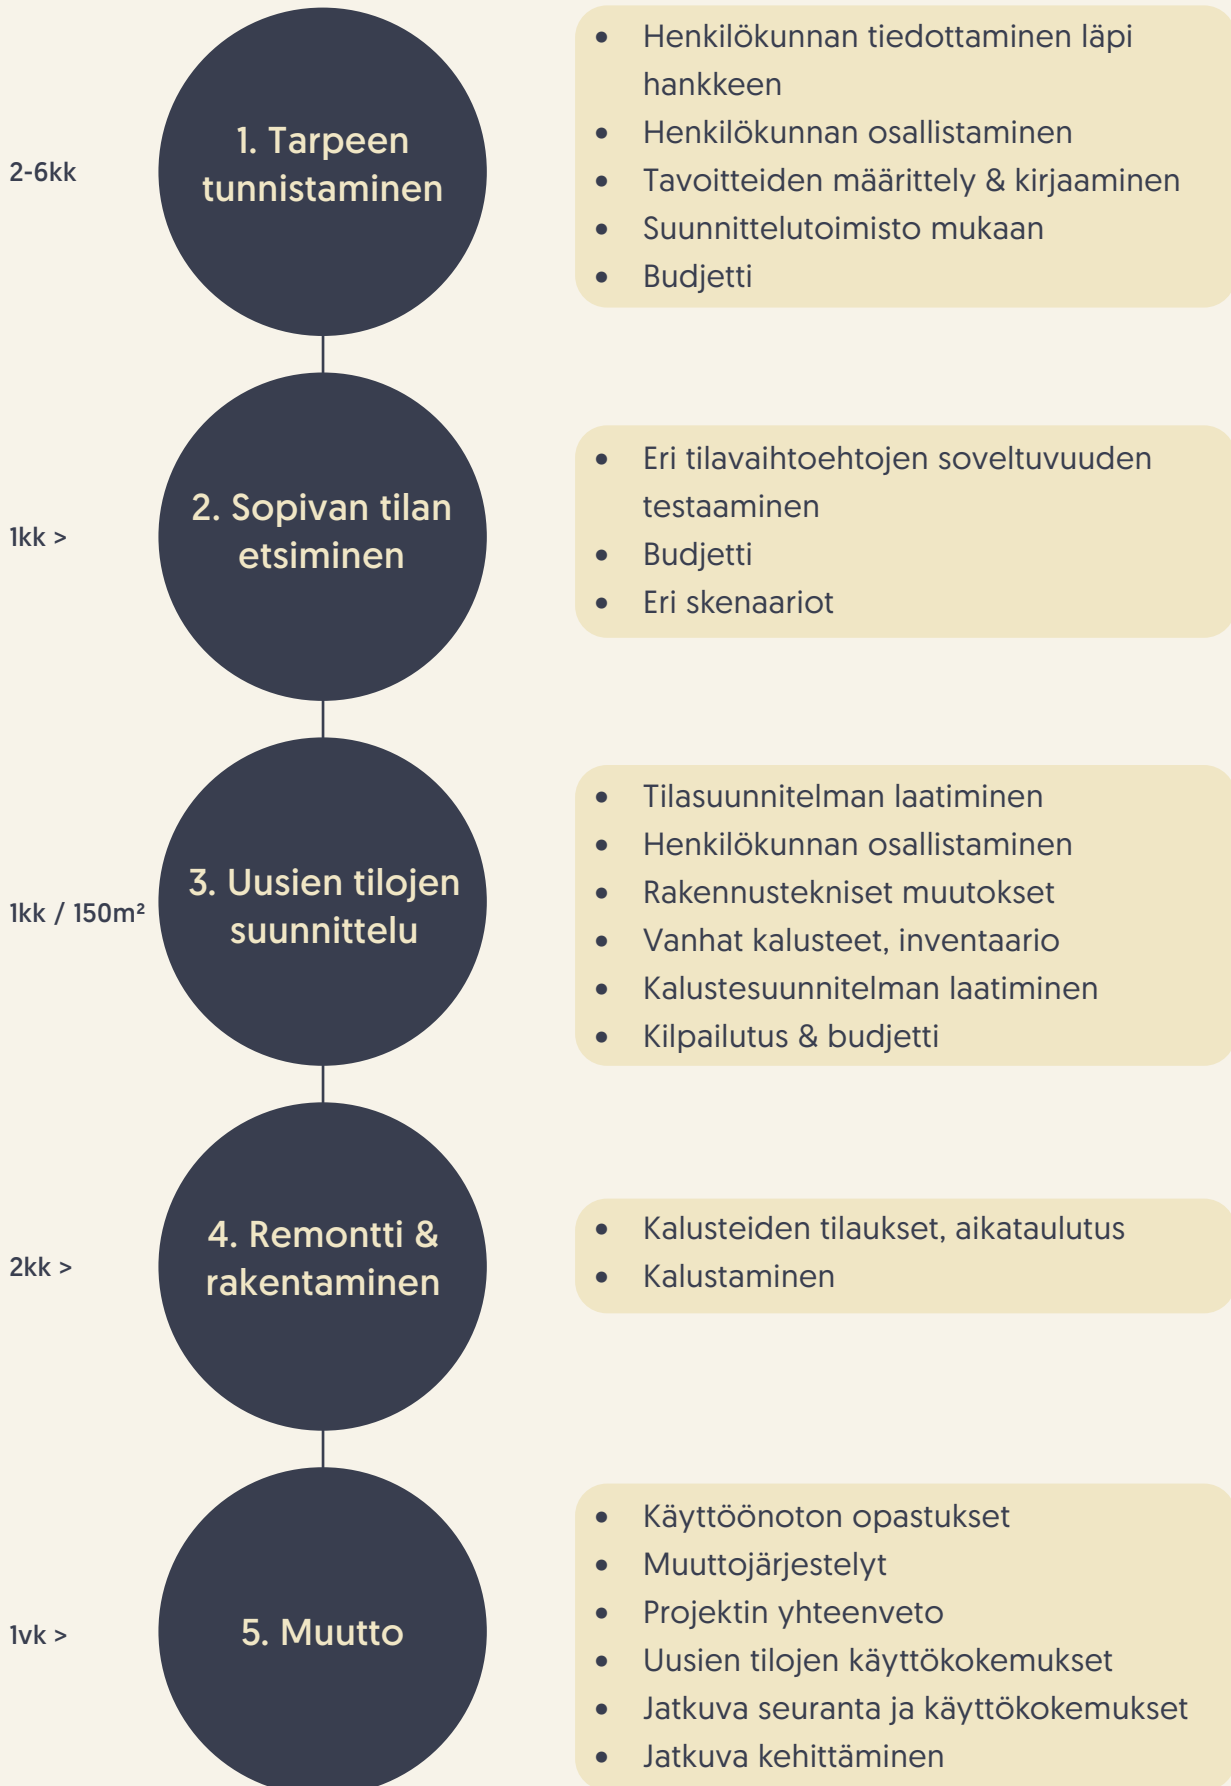 2-6kk
1. Tarpeen
tunnistaminen
• Henkilökunnan tiedottaminen läpi
hankkeen
• Henkilökunnan osallistaminen
• Tavoitteiden määrittely & kirjaaminen
• Suunnittelutoimisto mukaan
• Budjetti
1kk >
2. Sopivan tilan
etsiminen
• Eri tilavaihtoehtojen soveltuvuuden
testaaminen
• Budjetti
• Eri skenaariot
1kk / 150m²
3. Uusien tilojen
suunnittelu
• Tilasuunnitelman laatiminen
• Henkilökunnan osallistaminen
• Rakennustekniset muutokset
• Vanhat kalusteet, inventaario
• Kalustesuunnitelman laatiminen
• Kilpailutus & budjetti
2kk >
4. Remontti &
rakentaminen
• Kalusteiden tilaukset, aikataulutus
• Kalustaminen
1vk >
5. Muutto
• Käyttöönoton opastukset
• Muuttojärjestelyt
• Projektin yhteenveto
• Uusien tilojen käyttökokemukset
• Jatkuva seuranta ja käyttökokemukset
• Jatkuva kehittäminen